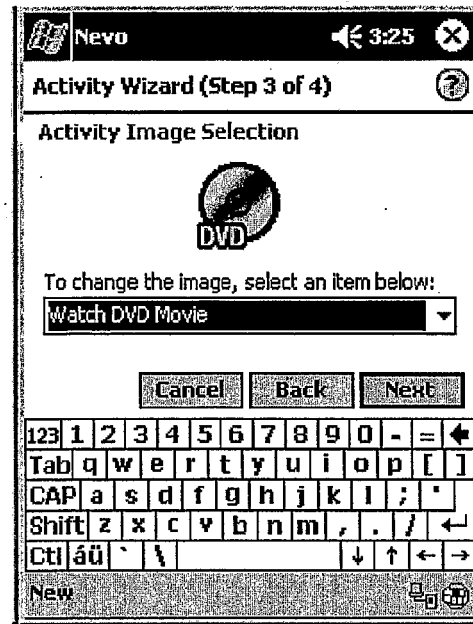 Nevo 3:25
Activity Wizard (Step 3 of 4) ?
Activity Image Selection
DVD
To change the image, select an item below:
Watch DVD Movie
Cancel Back Next
123 1 2 3 4 5 6 7 8 9 0 - =
Tab q w e r t y u i o p [ ]
CAP a s d f g h j k l ; '
Shift z x c v b n m , . /
Ctl áü ` \ ↓ ↑ ← →
New